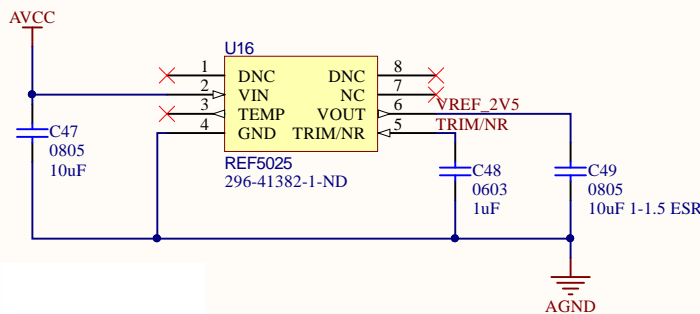 AVCC
U16
1 DNC DNC 8
2 VIN NC 7
3 TEMP VOUT 6 VREF_2V5
4 GND TRIM/NR 5 TRIM/NR
REF5025
296-41382-1-ND
C47
0805
10uF
C48
0603
1uF
C49
0805
10uF 1-1.5 ESR
AGND